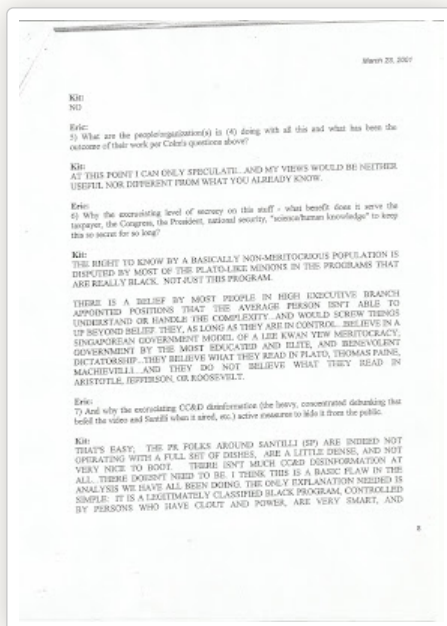 March 23, 2001
Kit:
NO
Eric:
5) What are the people/organization(s) in (4) doing with all this and what has been the
outcome of their work per Colm's questions above?
Kit:
AT THIS POINT I CAN ONLY SPECULATE...AND MY VIEWS WOULD BE NEITHER
USEFUL NOR DIFFERENT FROM WHAT YOU ALREADY KNOW.
Eric:
6) Why the excruciating level of secrecy on this stuff - what benefit does it serve the
taxpayer, the Congress, the President, national security, "science/human knowledge" to keep
this so secret for so long?
Kit:
THE RIGHT TO KNOW BY A BASICALLY NON-MERITOCRIOUS POPULATION IS
DISPUTED BY MOST OF THE PLATO-LIKE MINIONS IN THE PROGRAMS THAT
ARE REALLY BLACK. NOT JUST THIS PROGRAM.
THERE IS A BELIEF BY MOST PEOPLE IN HIGH EXECUTIVE BRANCH
APPOINTED POSITIONS THAT THE AVERAGE PERSON ISN'T ABLE TO
UNDERSTAND OR HANDLE THE COMPLEXITY...AND WOULD SCREW THINGS
UP BEYOND BELIEF. THEY, AS LONG AS THEY ARE IN CONTROL...BELIEVE IN A
SINGAPOREAN GOVERNMENT MODEL OF A LEE KWAN YEW MERITOCRACY,
GOVERNMENT BY THE MOST EDUCATED AND ELITE, AND BENEVOLENT
DICTATORSHIP...THEY BELIEVE WHAT THEY READ IN PLATO, THOMAS PAINE,
MACHIEVILLI...AND THEY DO NOT BELIEVE WHAT THEY READ IN
ARISTOTLE, JEFFERSON, OR ROOSEVELT.
Eric:
7) And why the excruciating CC&D disinformation (the heavy, concentrated debunking that
befell the video and Santilli when it aired, etc.) active measures to hide it from the public.
Kit:
THAT'S EASY; THE PR FOLKS AROUND SANTILLI (SP) ARE INDEED NOT
OPERATING WITH A FULL SET OF DISHES, ARE A LITTLE DENSE, AND NOT
VERY NICE TO BOOT. THERE ISN'T MUCH CC&D DISINFORMATION AT
ALL. THERE DOESN'T NEED TO BE. I THINK THIS IS A BASIC FLAW IN THE
ANALYSIS WE HAVE ALL BEEN DOING. THE ONLY EXPLANATION NEEDED IS
SIMPLE: IT IS A LEGITIMATELY CLASSIFIED BLACK PROGRAM, CONTROLLED
BY PERSONS WHO HAVE CLOUT AND POWER, ARE VERY SMART, AND
8